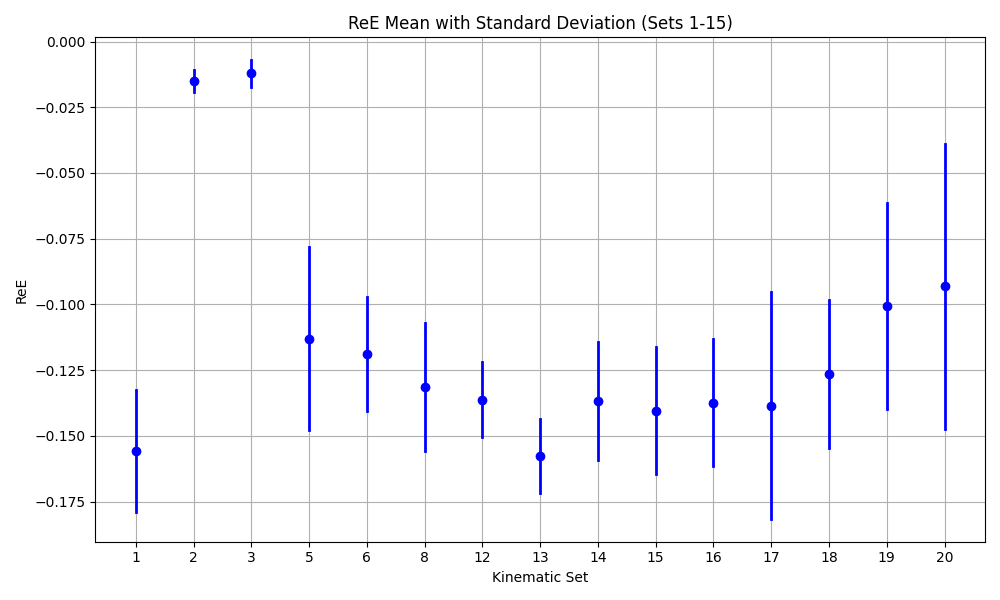 ReE Mean with Standard Deviation (Sets 1-15)
0.000
−0.025
−0.050
−0.075
−0.100
−0.125
−0.150
−0.175
ReE
1 2 3 5 6 8 12 13 14 15 16 17 18 19 20
Kinematic Set